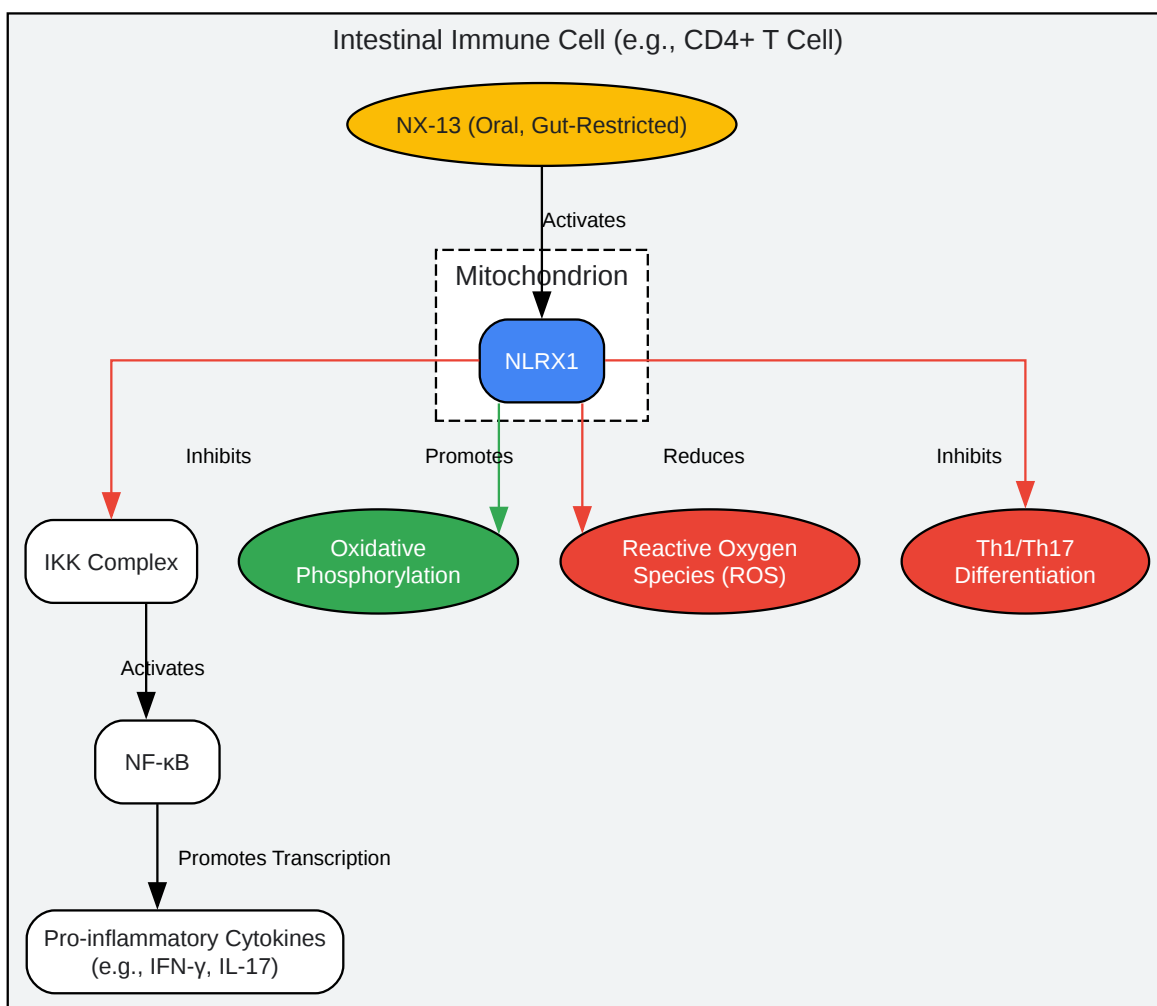 Intestinal Immune Cell (e.g., CD4+ T Cell)
NX-13 (Oral, Gut-Restricted)
Activates
Mitochondrion
NLRX1
Inhibits
Promotes
Reduces
Inhibits
IKK Complex
Oxidative
Phosphorylation
Reactive Oxygen
Species (ROS)
Th1/Th17
Differentiation
Activates
NF-κB
Promotes Transcription
Pro-inflammatory Cytokines
(e.g., IFN-γ, IL-17)